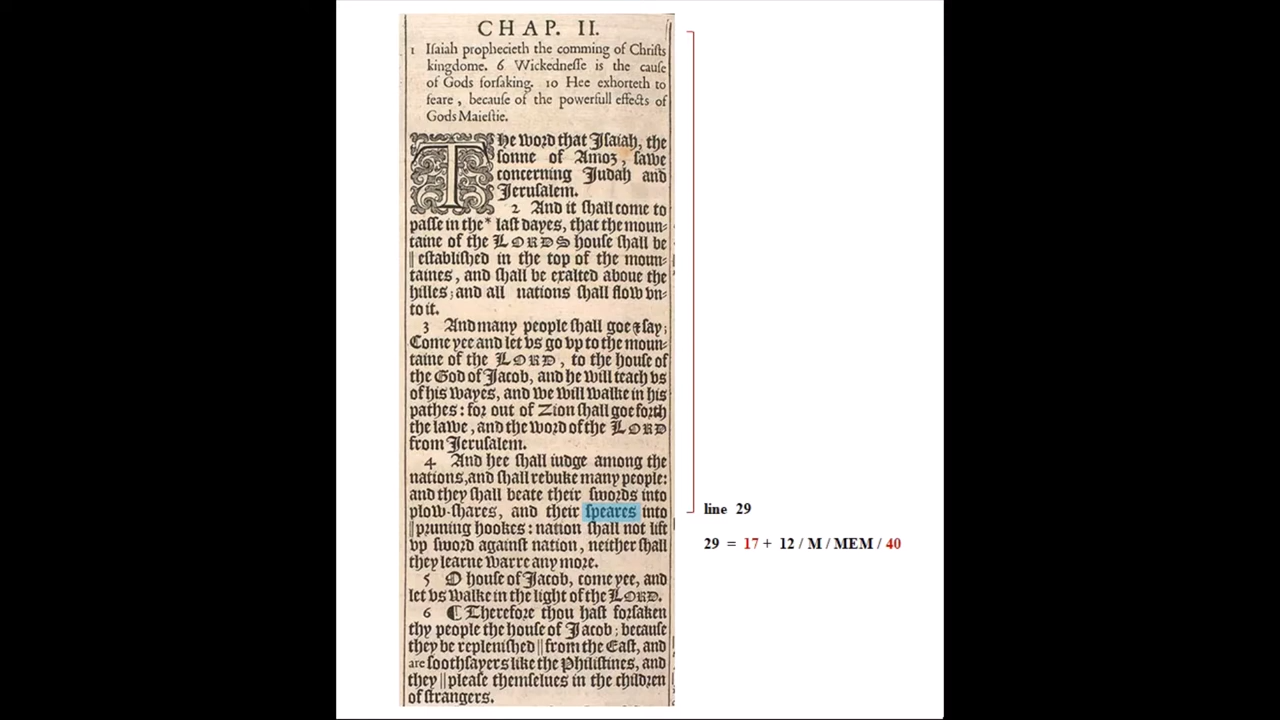 CHAP. II.
1 Iſaiah prophecieth the comming of Chriſts
kingdome. 6 Wickedneſſe is the cauſe
of Gods forſaking. 10 Hee exhorteth to
feare, becauſe of the powerfull effects of
Gods Maieſtie.
The word that Iſaiah, the
ſonne of Amoz, ſawe
concerning Judah and
Jeruſalem.
2 And it ſhall come to
paſſe in the* laſt dayes, that the moun-
taine of the LORDS houſe ſhall be
|| eſtabliſhed in the top of the moun-
taines, and ſhall be exalted aboue the
hilles; and all nations ſhall flow vn-
to it.
3 And many people ſhall goe & ſay;
Come yee and let vs go vp to the moun-
taine of the LORD, to the houſe of
the God of Jacob, and he will teach vs
of his wayes, and we will walke in his
pathes: for out of Zion ſhall goe forth
the lawe, and the word of the LORD
from Jeruſalem.
4 And hee ſhall iudge among the
nations, and ſhall rebuke many people:
and they ſhall beate their ſwords into
plow-ſhares, and their ſpeares into
|| pruning hookes: nation ſhall not lift
vp ſword againſt nation, neither ſhall
they learne warre any more.
5 O houſe of Jacob, come yee, and
let vs walke in the light of the LORD.
6 ¶ Therefore thou haſt forſaken
thy people the houſe of Jacob; becauſe
they be repleniſhed || from the Eaſt, and
are ſoothſayers like the Philiſtines, and
they || pleaſe themſelues in the children
of ſtrangers.
line 29
29 = 17 + 12 / M / MEM / 40